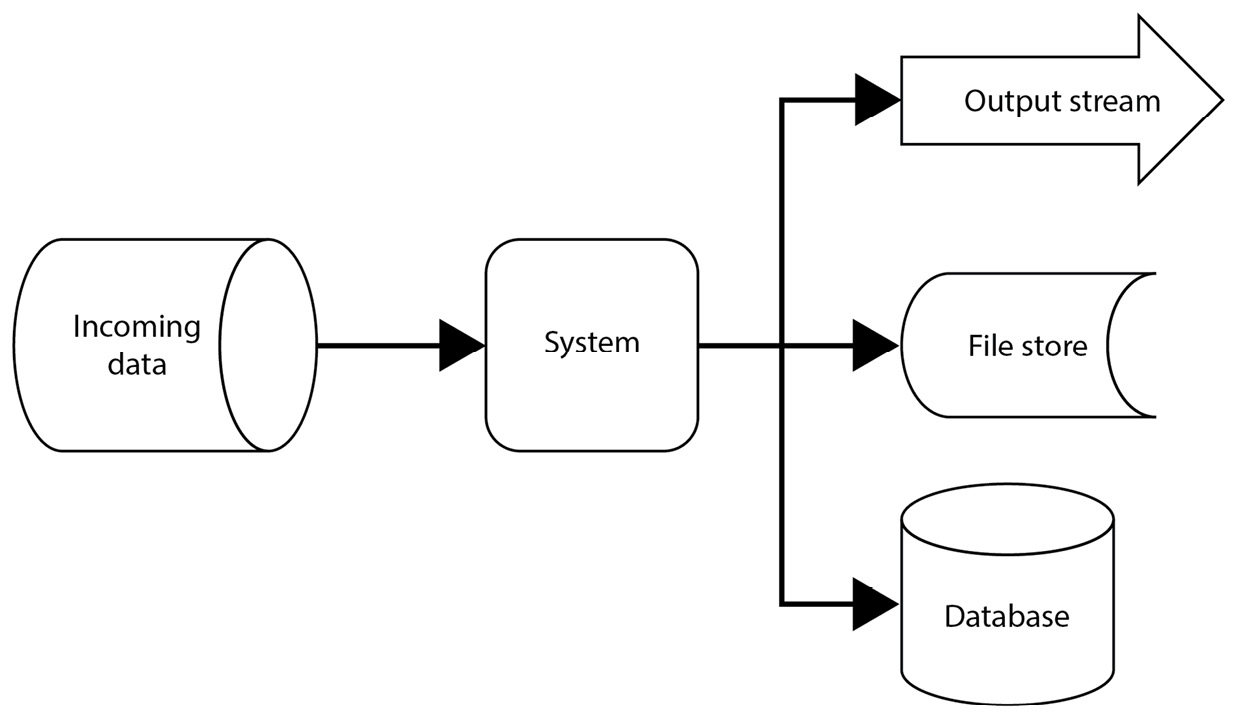 Output stream
Incoming
data
System
File store
Database